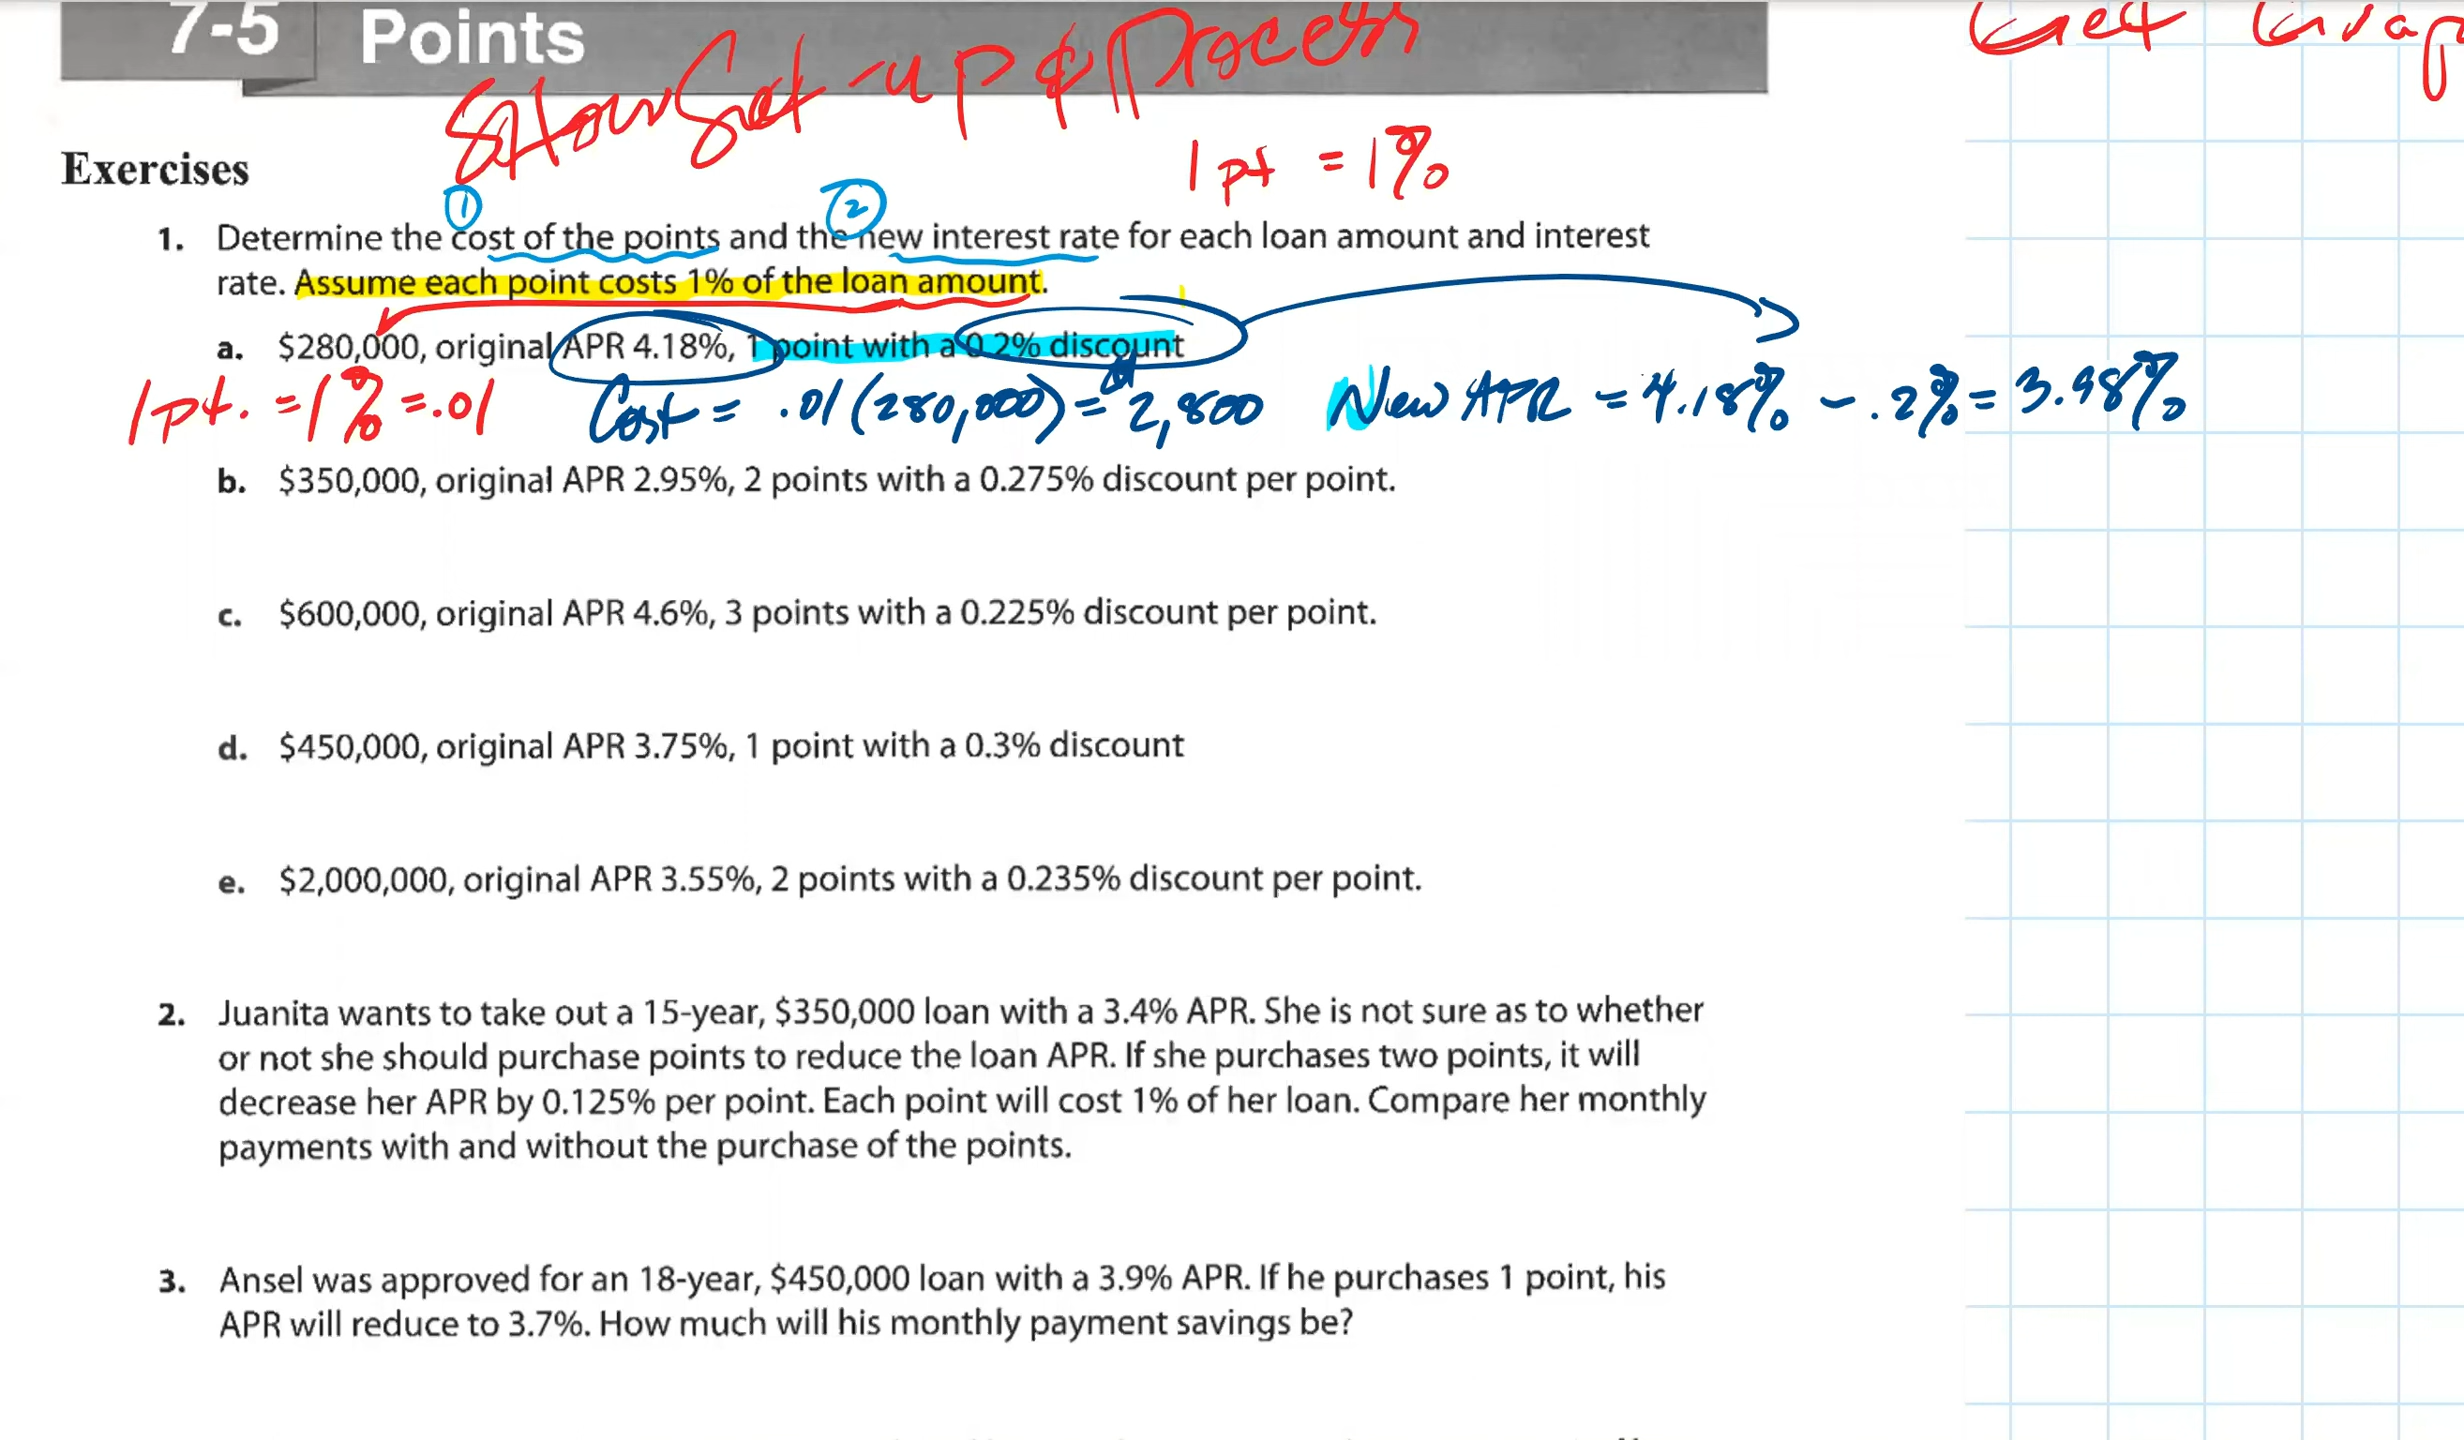 7-5 Points
Show Set-up & Process
Get Grap
1 pt = 1%
Exercises
① ②
1. Determine the cost of the points and the new interest rate for each loan amount and interest
rate. Assume each point costs 1% of the loan amount.
a. $280,000, original APR 4.18%, 1 point with a 0.2% discount
1pt. = 1% = .01 Cost = .01(280,000) = $2,800 New APR = 4.18% - .2% = 3.98%
b. $350,000, original APR 2.95%, 2 points with a 0.275% discount per point.
c. $600,000, original APR 4.6%, 3 points with a 0.225% discount per point.
d. $450,000, original APR 3.75%, 1 point with a 0.3% discount
e. $2,000,000, original APR 3.55%, 2 points with a 0.235% discount per point.
2. Juanita wants to take out a 15-year, $350,000 loan with a 3.4% APR. She is not sure as to whether
or not she should purchase points to reduce the loan APR. If she purchases two points, it will
decrease her APR by 0.125% per point. Each point will cost 1% of her loan. Compare her monthly
payments with and without the purchase of the points.
3. Ansel was approved for an 18-year, $450,000 loan with a 3.9% APR. If he purchases 1 point, his
APR will reduce to 3.7%. How much will his monthly payment savings be?